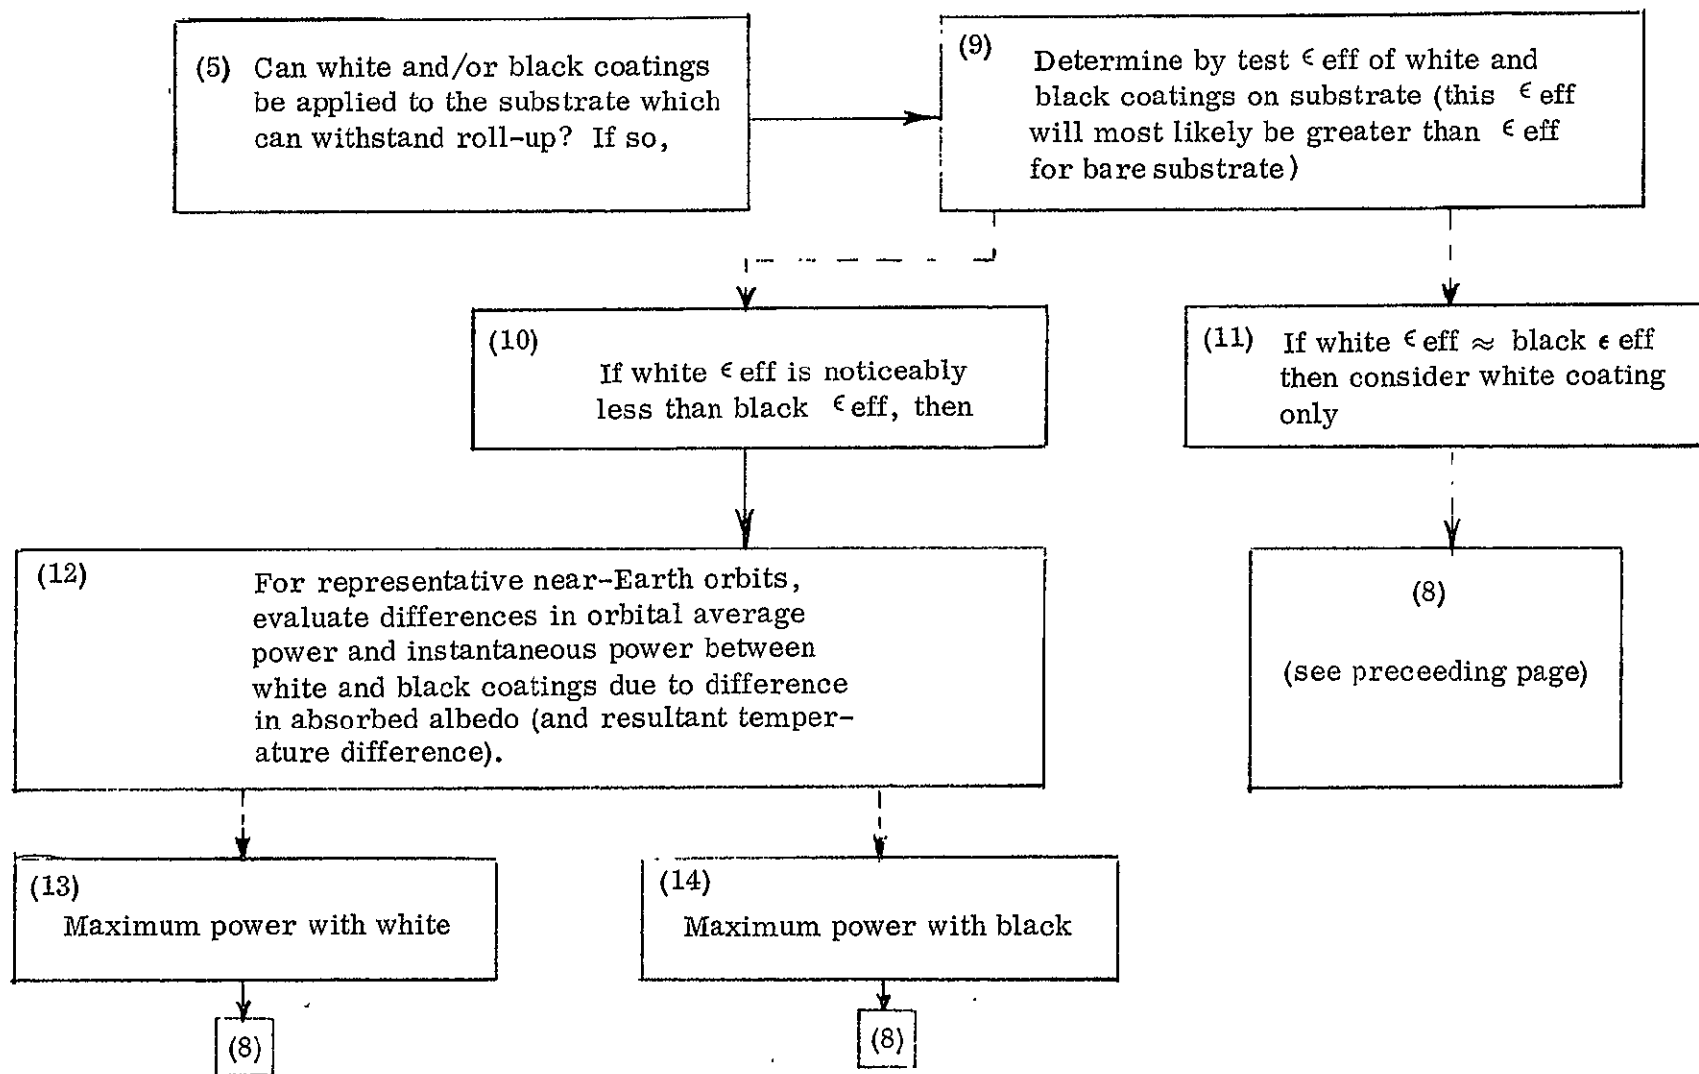 (5) Can white and/or black coatings
be applied to the substrate which
can withstand roll-up? If so,
(9)
Determine by test ϵ eff of white and
black coatings on substrate (this ϵ eff
will most likely be greater than ϵ eff
for bare substrate)
(10)
If white ϵ eff is noticeably
less than black ϵ eff, then
(11) If white ϵ eff ≈ black ϵ eff
then consider white coating
only
(12)
For representative near-Earth orbits,
evaluate differences in orbital average
power and instantaneous power between
white and black coatings due to difference
in absorbed albedo (and resultant temper-
ature difference).
(8)
(see preceeding page)
(13)
Maximum power with white
(14)
Maximum power with black
(8)
(8)